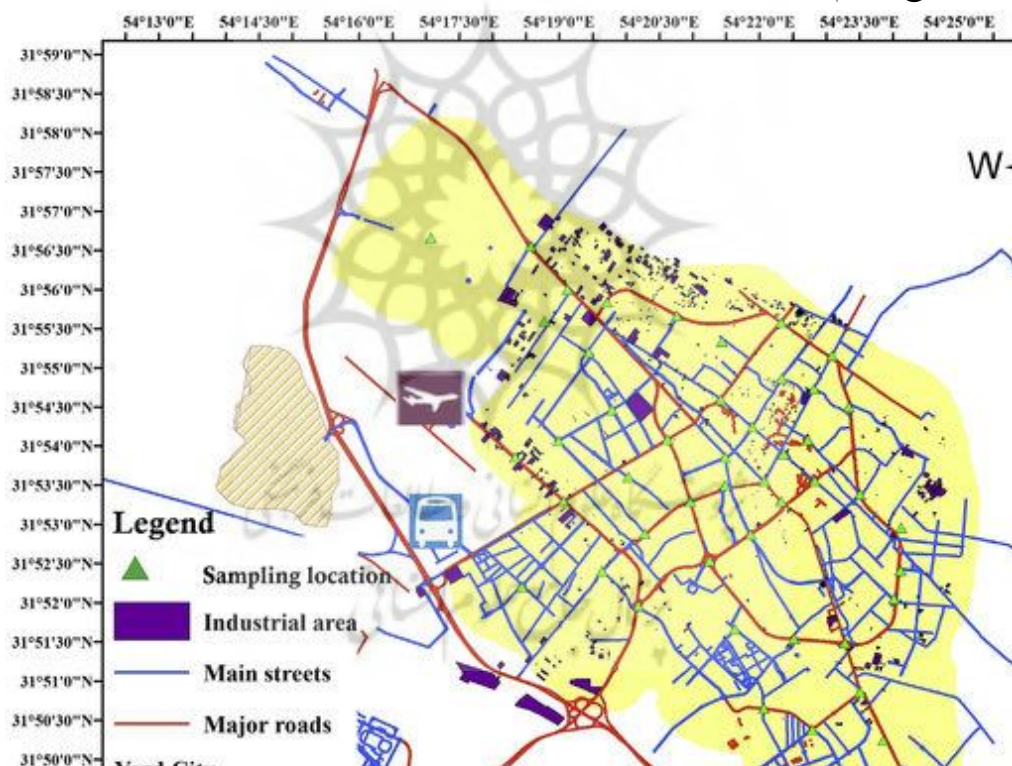 54°13'0"E 54°14'30"E 54°16'0"E 54°17'30"E 54°19'0"E 54°20'30"E 54°22'0"E 54°23'30"E 54°25'0"E
31°59'0"N
31°58'30"N
31°58'0"N
31°57'30"N
W
31°57'0"N
31°56'30"N
31°56'0"N
31°55'30"N
31°55'0"N
31°54'30"N
31°54'0"N
31°53'30"N
31°53'0"N
31°52'30"N
31°52'0"N
31°51'30"N
31°51'0"N
31°50'30"N
31°50'0"N
Legend
Sampling location
Industrial area
Main streets
Major roads